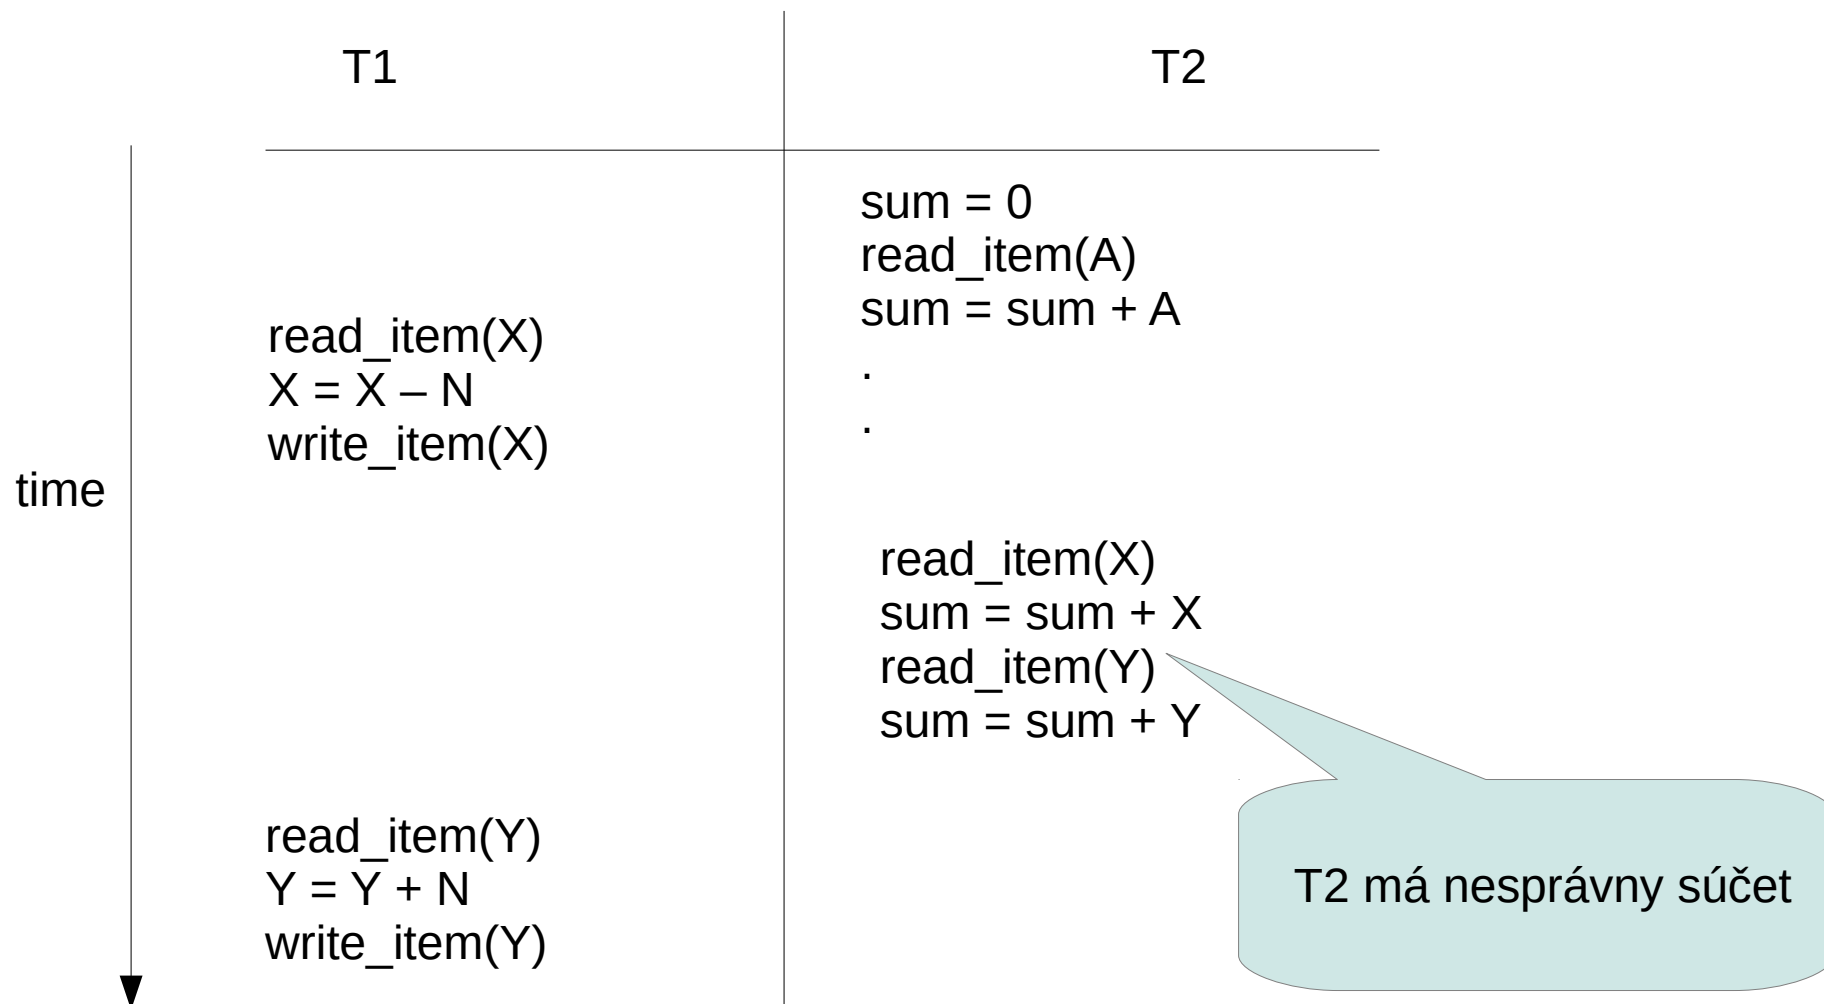 T1
T2
sum = 0
read_item(A)
sum = sum + A
.
.
read_item(X)
X = X – N
write_item(X)
time
read_item(X)
sum = sum + X
read_item(Y)
sum = sum + Y
read_item(Y)
Y = Y + N
write_item(Y)
T2 má nesprávny súčet